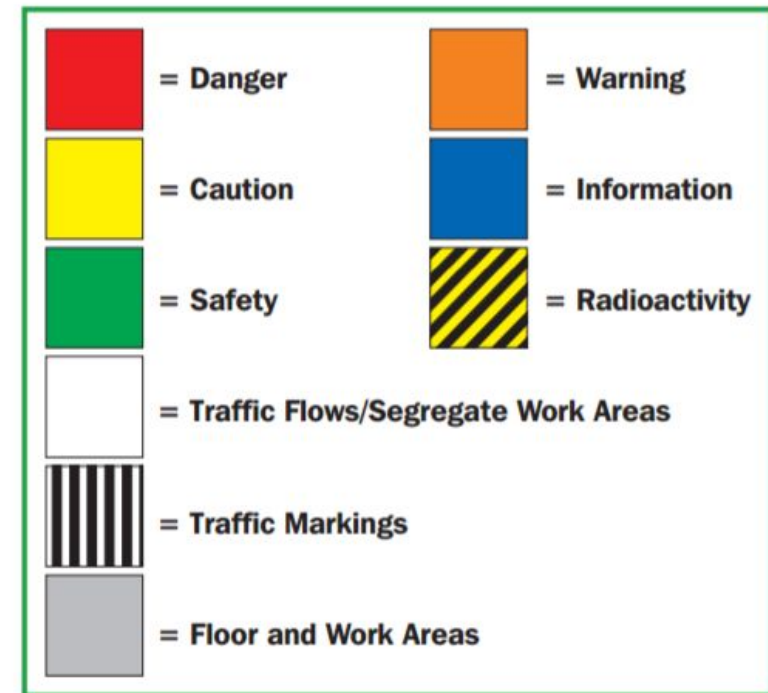 = Danger
= Warning
= Caution
= Information
= Safety
= Radioactivity
= Traffic Flows/Segregate Work Areas
= Traffic Markings
= Floor and Work Areas